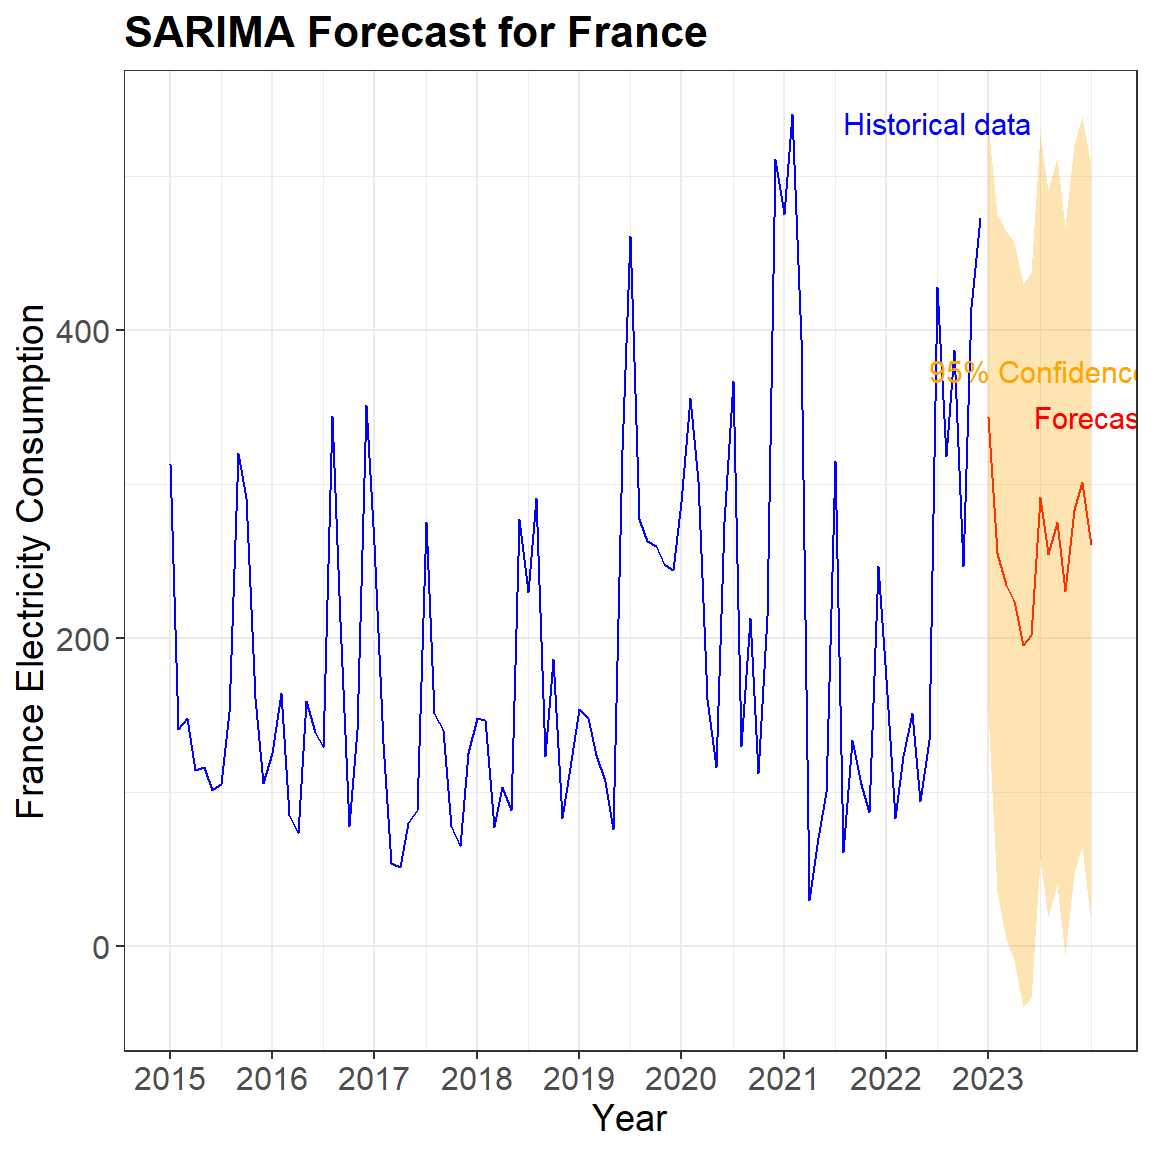 SARIMA Forecast for France
Historical data
95% Confidence
Forecas
France Electricity Consumption
400
200
0
2015 2016 2017 2018 2019 2020 2021 2022 2023
Year